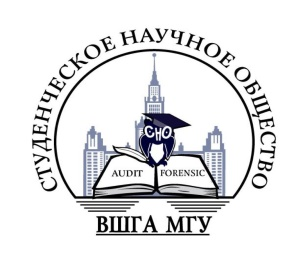 СТУДЕНЧЕСКОЕ НАУЧНОЕ ОБЩЕСТВО
СНО
AUDIT FORENSIC
ВШГА МГУ